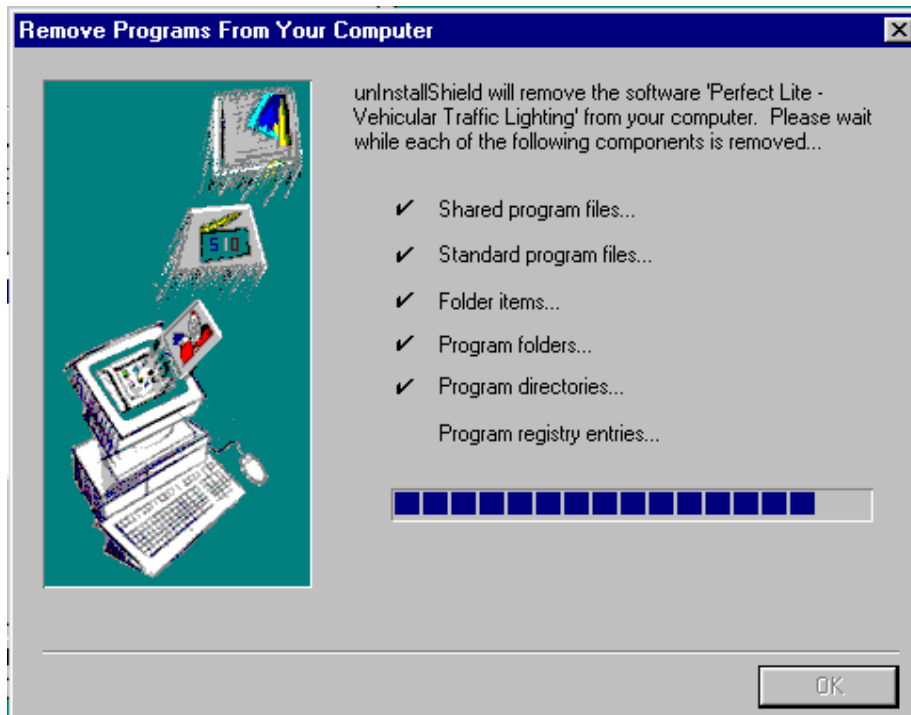 Remove Programs From Your Computer
unInstallShield will remove the software 'Perfect Lite -
Vehicular Traffic Lighting' from your computer.  Please wait
while each of the following components is removed...
✔ Shared program files...
✔ Standard program files...
✔ Folder items...
✔ Program folders...
✔ Program directories...
Program registry entries...
OK